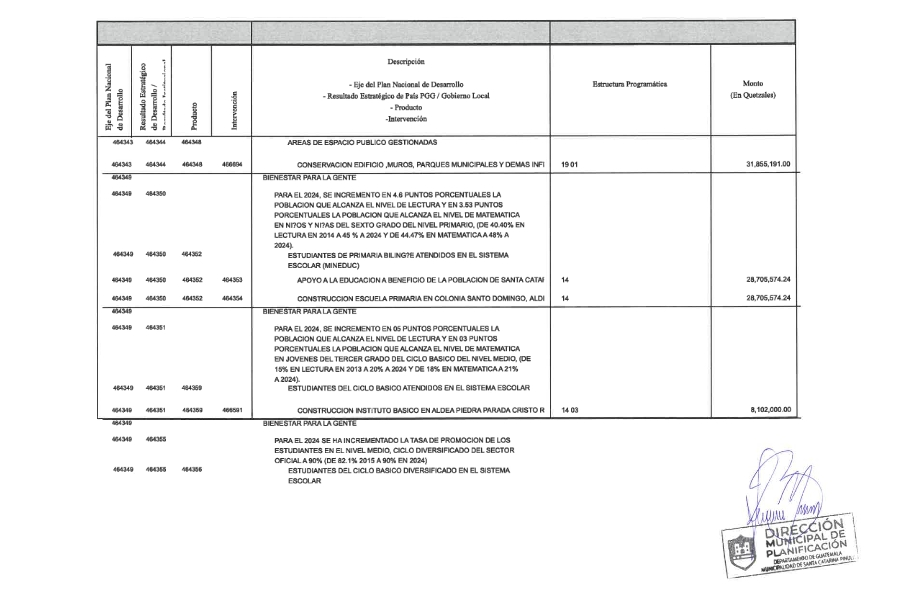 Eje del Plan Nacional
de Desarrollo
Resultado Estratégico
de Desarrollo /
Producto
Intervención
Descripción
- Eje del Plan Nacional de Desarrollo
- Resultado Estratégico de País PGG / Gobierno Local
- Producto
-Intervención
Estructura Programática
Monto
(En Quetzales)
464343 464344 464348 AREAS DE ESPACIO PUBLICO GESTIONADAS
464343 464344 464348 466694 CONSERVACION EDIFICIO ,MUROS, PARQUES MUNICIPALES Y DEMAS INFI 19 01 31,855,191.00
464349 BIENESTAR PARA LA GENTE
464349 464350 PARA EL 2024, SE INCREMENTO EN 4.6 PUNTOS PORCENTUALES LA
POBLACION QUE ALCANZA EL NIVEL DE LECTURA Y EN 3.53 PUNTOS
PORCENTUALES LA POBLACION QUE ALCANZA EL NIVEL DE MATEMATICA
EN NI?OS Y NI?AS DEL SEXTO GRADO DEL NIVEL PRIMARIO, (DE 40.40% EN
LECTURA EN 2014 A 45 % A 2024 Y DE 44.47% EN MATEMATICA A 48% A
2024).
464349 464350 464352 ESTUDIANTES DE PRIMARIA BILING?E ATENDIDOS EN EL SISTEMA
ESCOLAR (MINEDUC)
464349 464350 464352 464353 APOYO A LA EDUCACION A BENEFICIO DE LA POBLACION DE SANTA CATAI 14 28,705,574.24
464349 464350 464352 464354 CONSTRUCCION ESCUELA PRIMARIA EN COLONIA SANTO DOMINGO, ALDI 14 28,705,574.24
464349 BIENESTAR PARA LA GENTE
464349 464351 PARA EL 2024, SE INCREMENTO EN 05 PUNTOS PORCENTUALES LA
POBLACION QUE ALCANZA EL NIVEL DE LECTURA Y EN 03 PUNTOS
PORCENTUALES LA POBLACION QUE ALCANZA EL NIVEL DE MATEMATICA
EN JOVENES DEL TERCER GRADO DEL CICLO BASICO DEL NIVEL MEDIO, (DE
15% EN LECTURA EN 2013 A 20% A 2024 Y DE 18% EN MATEMATICA A 21%
A 2024).
464349 464351 464359 ESTUDIANTES DEL CICLO BASICO ATENDIDOS EN EL SISTEMA ESCOLAR
464349 464351 464359 466591 CONSTRUCCION INSTITUTO BASICO EN ALDEA PIEDRA PARADA CRISTO R 14 03 8,102,000.00
464349 BIENESTAR PARA LA GENTE
464349 464355 PARA EL 2024 SE HA INCREMENTADO LA TASA DE PROMOCION DE LOS
ESTUDIANTES EN EL NIVEL MEDIO, CICLO DIVERSIFICADO DEL SECTOR
OFICIAL A 90% (DE 82.1% 2015 A 90% EN 2024)
464349 464355 464356 ESTUDIANTES DEL CICLO BASICO DIVERSIFICADO EN EL SISTEMA
ESCOLAR
DIRECCIÓN
MUNICIPAL DE
PLANIFICACIÓN
DEPARTAMENTO DE GUATEMALA
MUNICIPALIDAD DE SANTA CATARINA PINULA